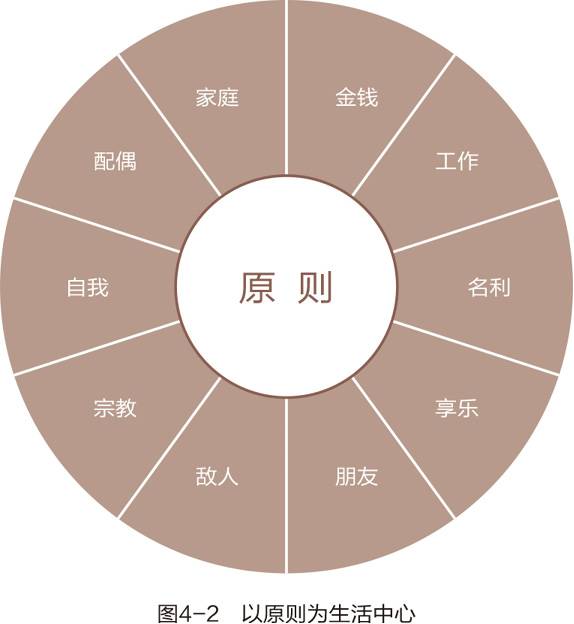 家庭
金钱
配偶
工作
自我
原则
名利
宗教
享乐
敌人
朋友
图4-2 以原则为生活中心